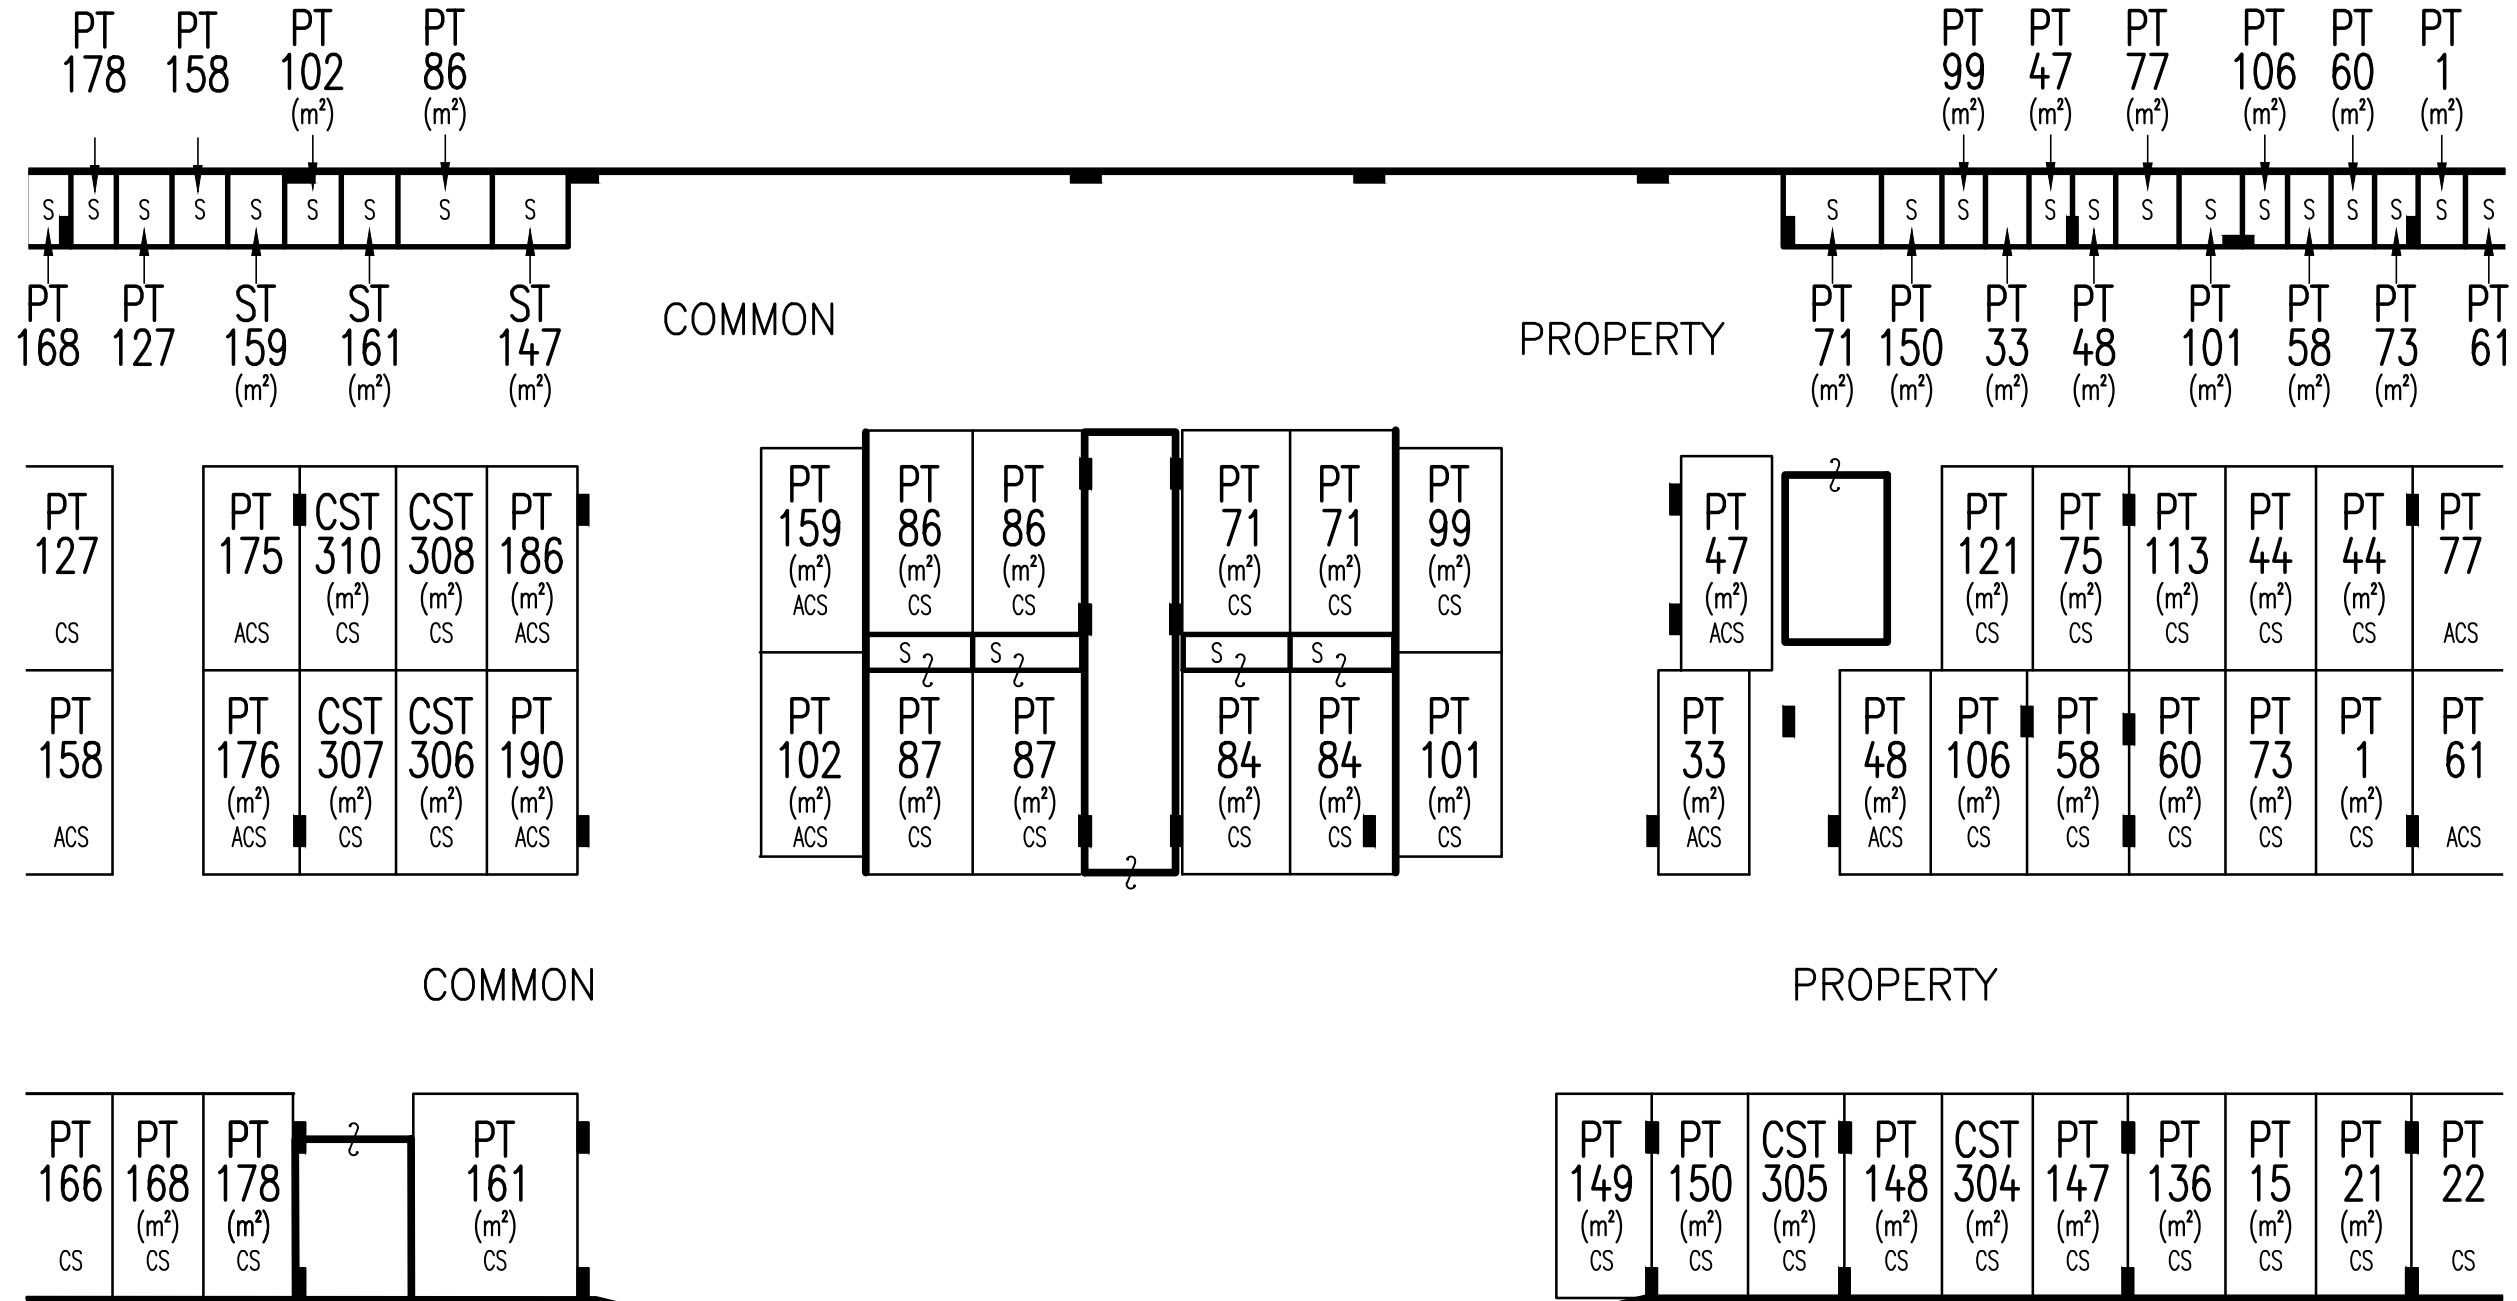 PT PT PT PT PT PT PT PT PT PT
178 158 102 86 99 47 77 106 60 1
(m²) (m²) (m²) (m²) (m²) (m²) (m²) (m²)
S S S S S S S S S S S S S S S S S S S S S S
PT PT ST ST ST PT PT PT PT PT PT PT PT
168 127 159 161 147 71 150 33 48 101 58 73 61
(m²) (m²) (m²) (m²) (m²) (m²) (m²) (m²) (m²) (m²)
COMMON PROPERTY
PT PT CST CST PT PT PT PT PT PT PT PT PT PT PT PT PT PT
127 175 310 308 186 159 86 86 71 71 99 47 121 75 113 44 44 77
(m²) (m²) (m²) (m²) (m²) (m²) (m²) (m²) (m²) (m²) (m²) (m²) (m²) (m²) (m²)
CS ACS CS CS ACS ACS CS CS CS CS CS ACS CS CS CS CS CS ACS
S S S S
PT PT CST CST PT PT PT PT PT PT PT PT PT PT PT PT PT PT PT
158 176 307 306 190 102 87 87 84 84 101 33 48 106 58 60 73 1 61
(m²) (m²) (m²) (m²) (m²) (m²) (m²) (m²) (m²) (m²) (m²) (m²) (m²) (m²) (m²) (m²) (m²)
ACS ACS CS CS ACS ACS CS CS CS CS CS ACS ACS CS CS CS CS CS ACS
COMMON PROPERTY
PT PT PT PT PT PT CST PT CST PT PT PT PT PT
166 168 178 161 149 150 305 148 304 147 136 15 21 22
(m²) (m²) (m²) (m²) (m²) (m²) (m²) (m²) (m²) (m²) (m²) (m²)
CS CS CS CS CS CS CS CS CS CS CS CS CS CS